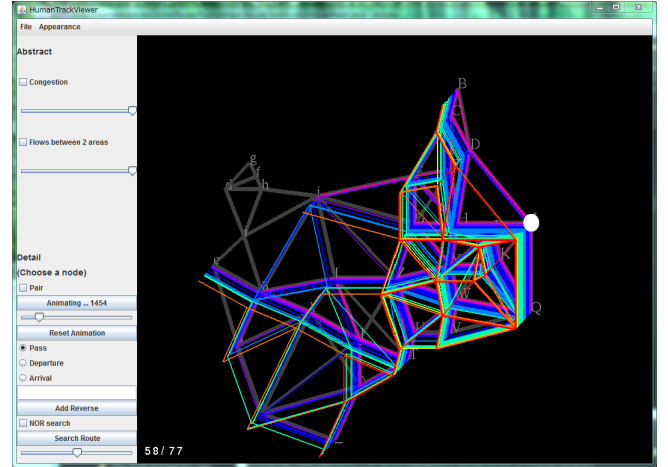 HumanTrackViewer
File Appearance
Abstract
Congestion
Flows between 2 areas
Detail
(Choose a node)
Pair
Animating ... 1454
Reset Animation
Pass
Departure
Arrival
Add Reverse
NOR search
Search Route
58/ 77
B
C
D
g
f
h
i
K
Q